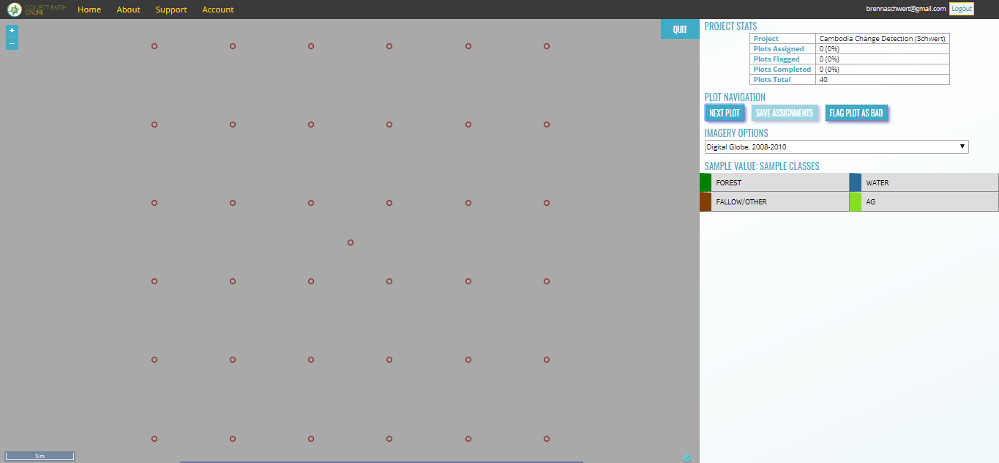 COLLECT EARTH
ONLINE
Home About Support Account
brennaschwert@gmail.com Logout
+
−
QUIT
PROJECT STATS
Project Cambodia Change Detection (Schwert)
Plots Assigned 0 (0%)
Plots Flagged 0 (0%)
Plots Completed 0 (0%)
Plots Total 40
PLOT NAVIGATION
NEXT PLOT SAVE ASSIGNMENTS FLAG PLOT AS BAD
IMAGERY OPTIONS
Digital Globe, 2008-2010
SAMPLE VALUE: SAMPLE CLASSES
FOREST WATER
FALLOW/OTHER AG
5 m